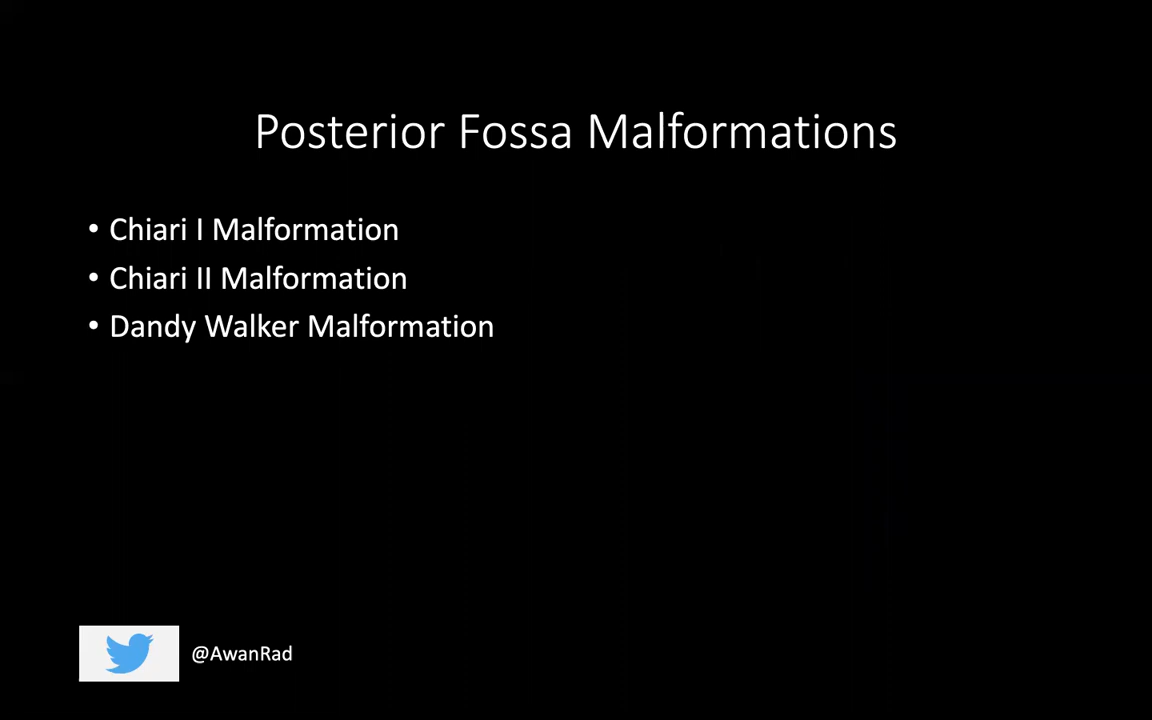 Posterior Fossa Malformations
• Chiari I Malformation
• Chiari II Malformation
• Dandy Walker Malformation
@AwanRad